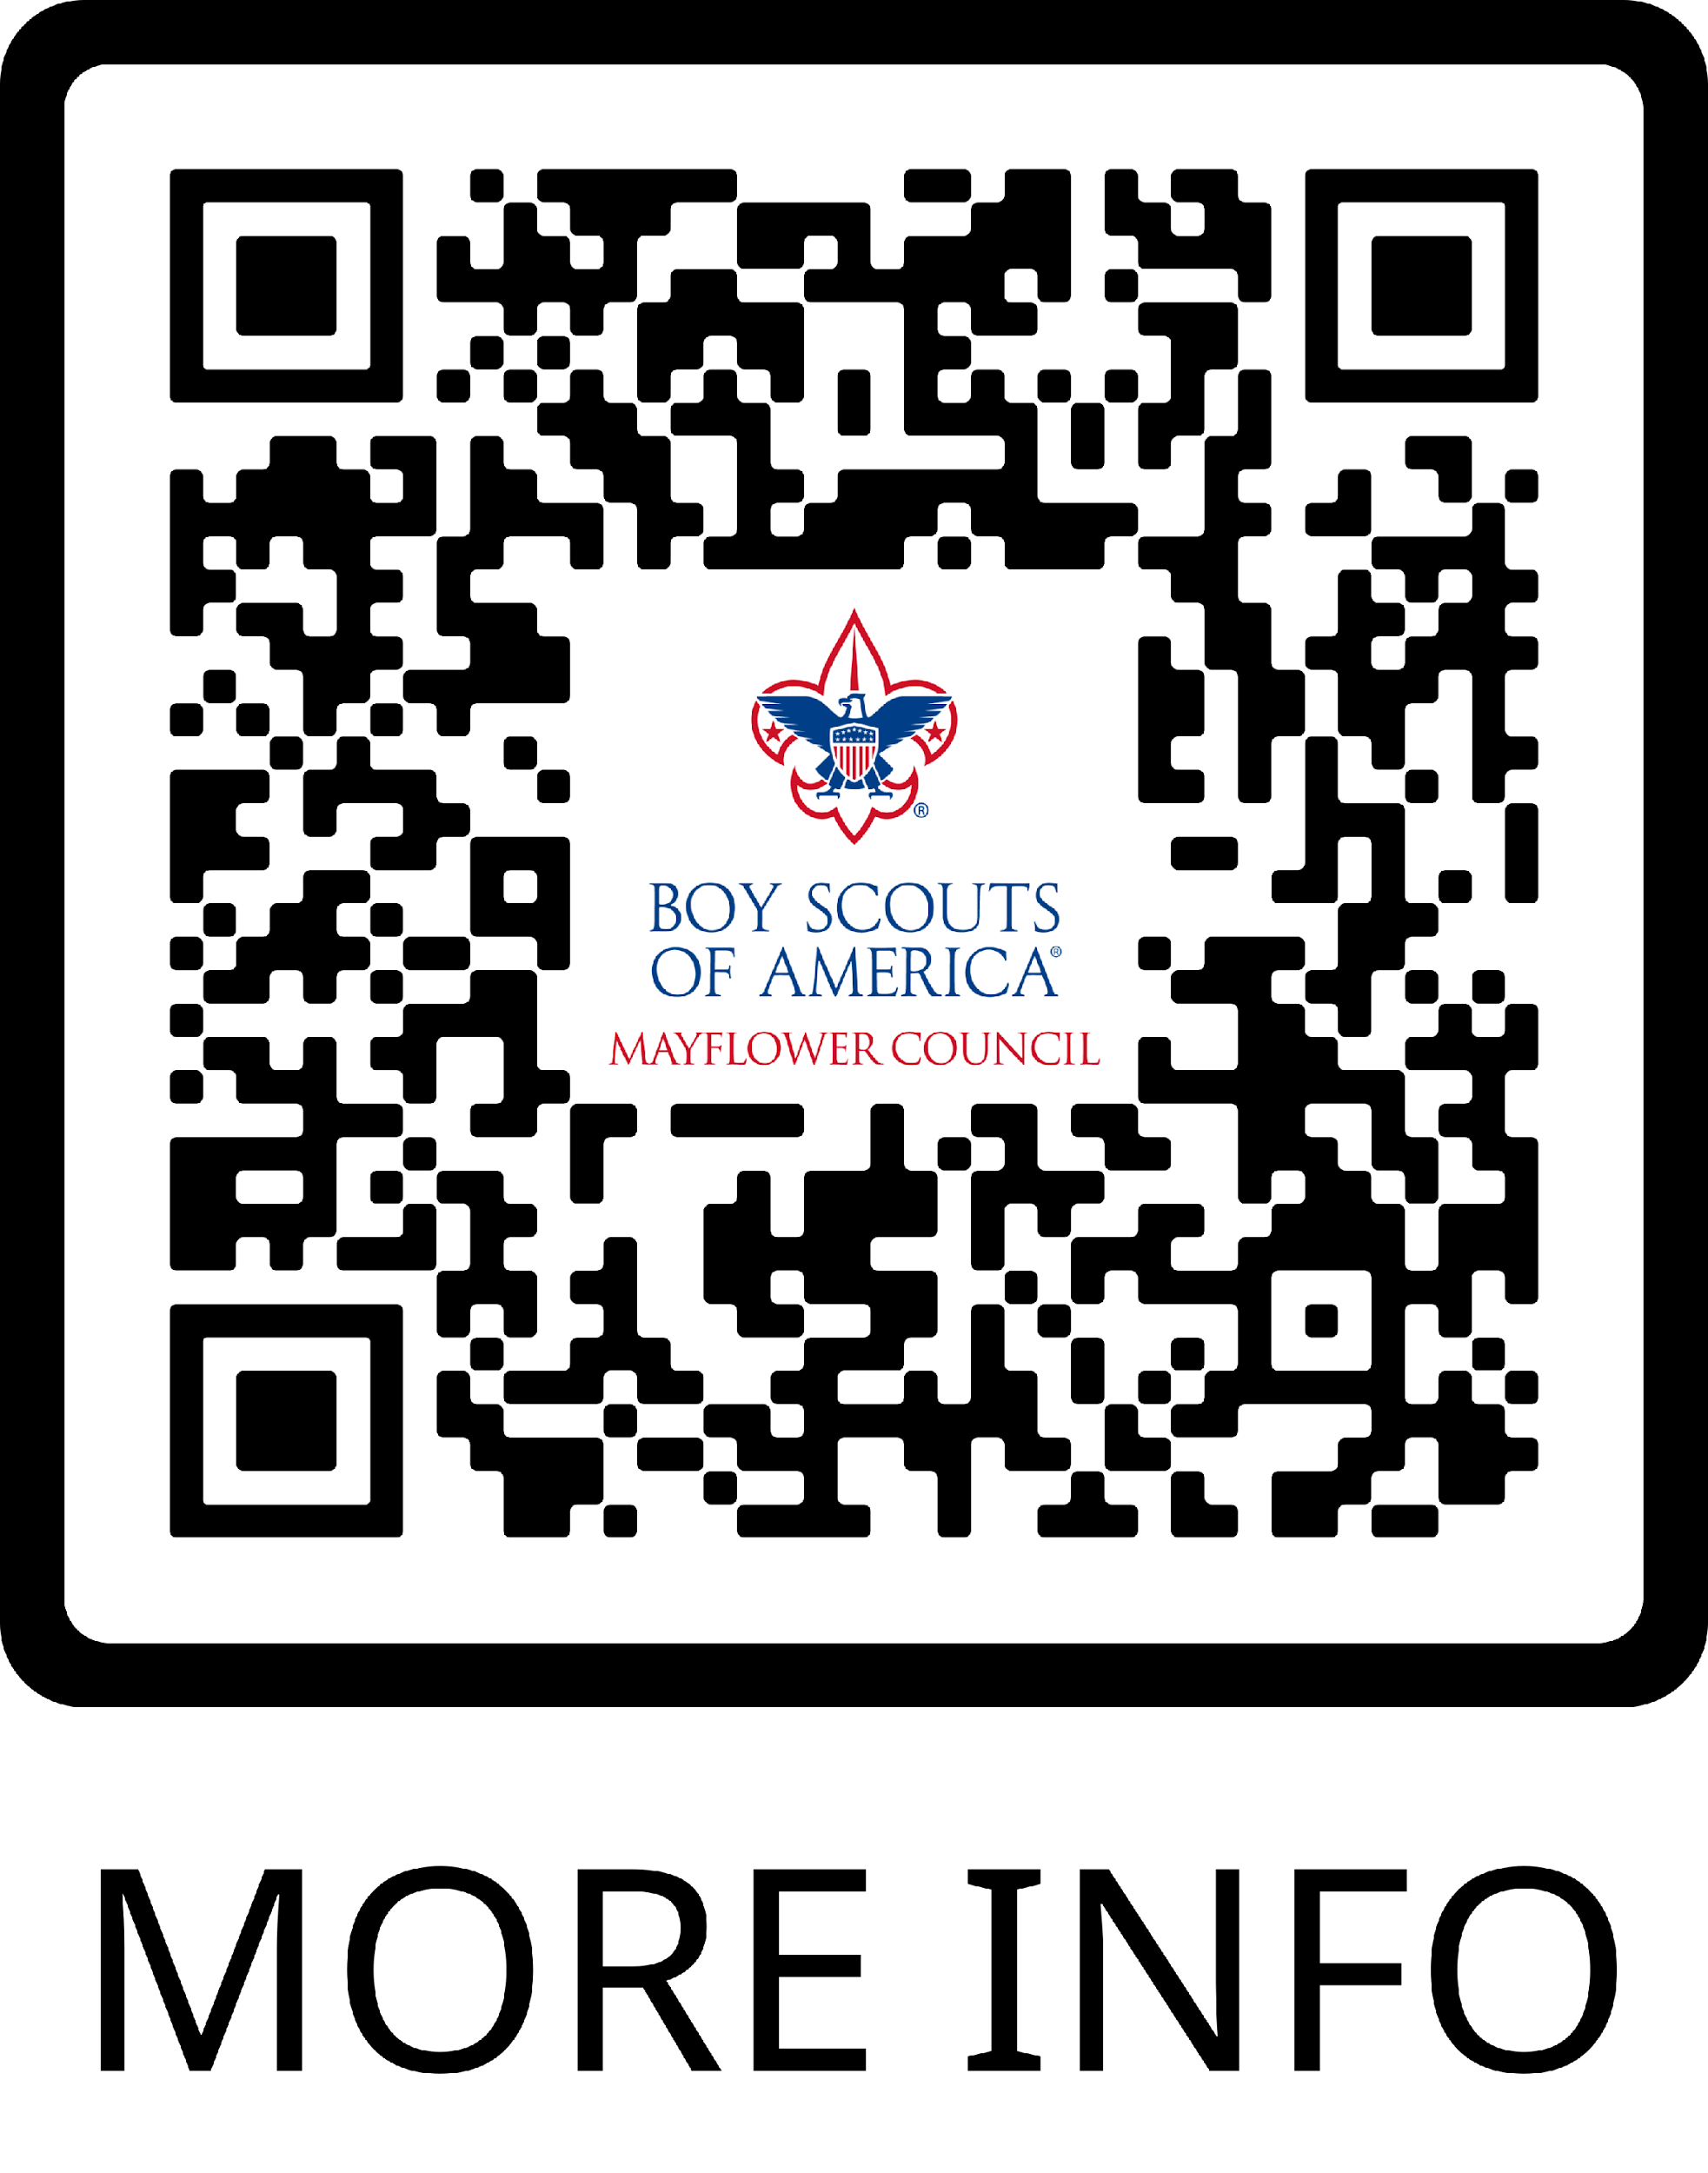 ®
BOY SCOUTS
OF AMERICA®
MAYFLOWER COUNCIL
MORE INFO